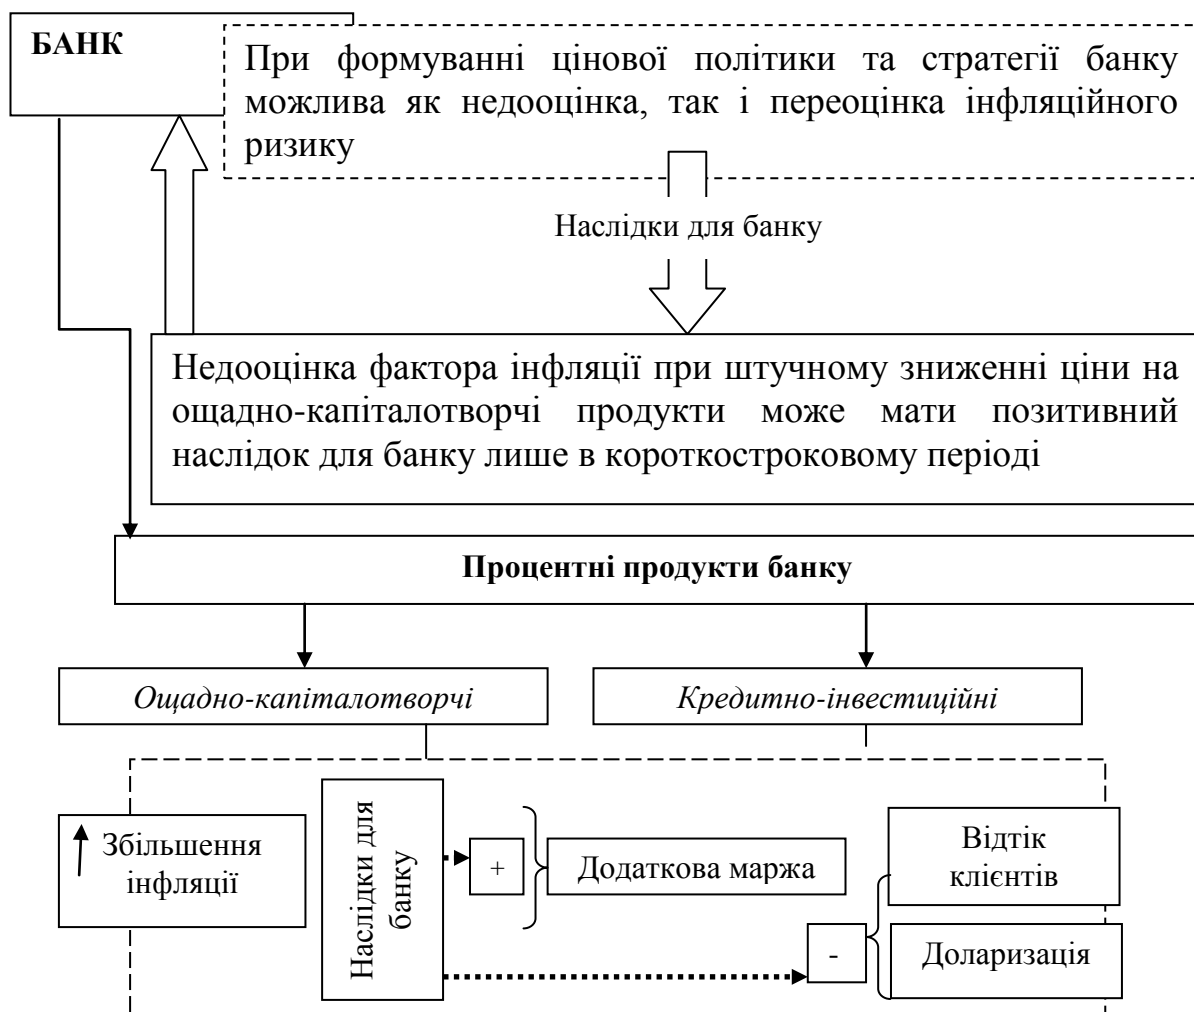 БАНК
При формуванні цінової політики та стратегії банку
можлива як недооцінка, так і переоцінка інфляційного
ризику
Наслідки для банку
Недооцінка фактора інфляції при штучному зниженні ціни на
ощадно-капіталотворчі продукти може мати позитивний
наслідок для банку лише в короткостроковому періоді
Процентні продукти банку
Ощадно-капіталотворчі
Кредитно-інвестиційні
Збільшення
інфляції
Наслідки для
банку
+
Додаткова маржа
Відтік
клієнтів
-
Доларизація